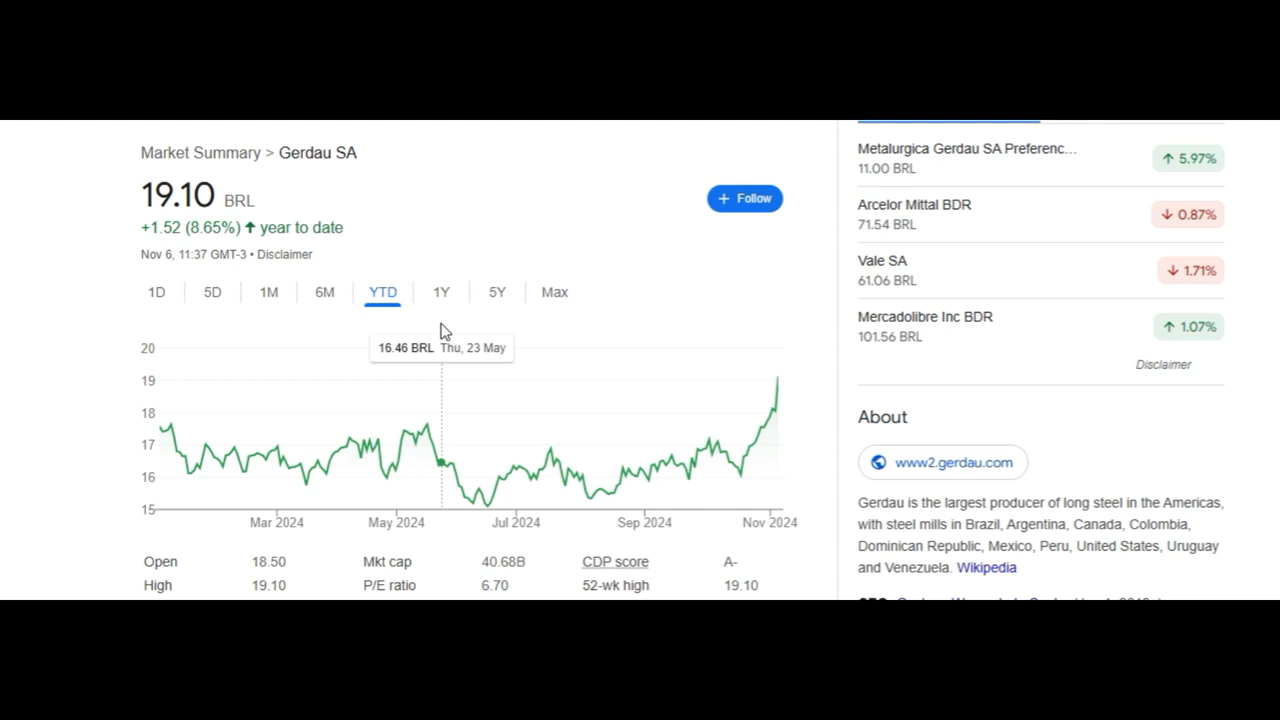 Market Summary > Gerdau SA
19.10 BRL
+ Follow
+1.52 (8.65%) ↑ year to date
Nov 6, 11:37 GMT-3 • Disclaimer
1D 5D 1M 6M YTD 1Y 5Y Max
16.46 BRL Thu, 23 May
20
19
18
17
16
15
Mar 2024 May 2024 Jul 2024 Sep 2024 Nov 2024
Open 18.50 Mkt cap 40.68B CDP score A-
High 19.10 P/E ratio 6.70 52-wk high 19.10
Metalurgica Gerdau SA Preferenc...
11.00 BRL
↑ 5.97%
Arcelor Mittal BDR
71.54 BRL
↓ 0.87%
Vale SA
61.06 BRL
↓ 1.71%
Mercadolibre Inc BDR
101.56 BRL
↑ 1.07%
Disclaimer
About
www2.gerdau.com
Gerdau is the largest producer of long steel in the Americas,
with steel mills in Brazil, Argentina, Canada, Colombia,
Dominican Republic, Mexico, Peru, United States, Uruguay
and Venezuela. Wikipedia